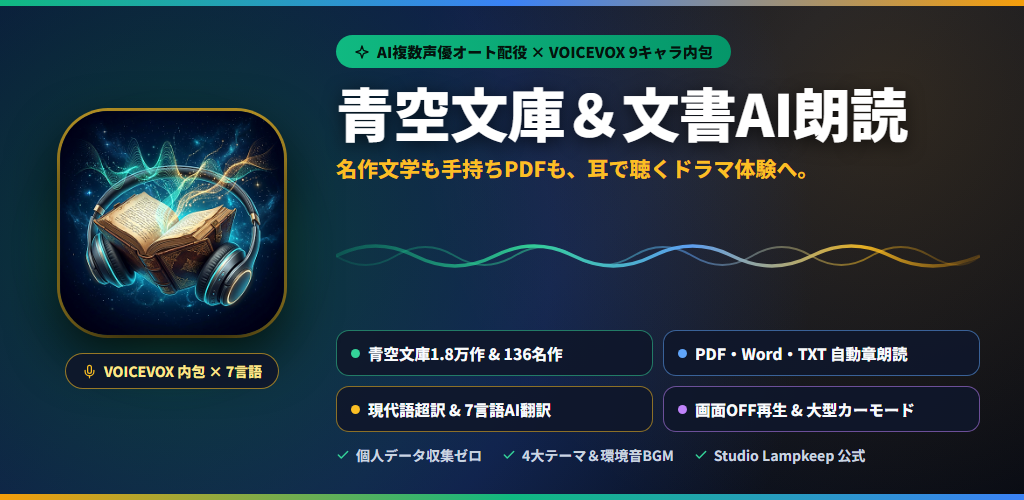 AI複数声優オート配役 × VOICEVOX 9キャラ内包
青空文庫＆文書AI朗読
名作文学も手持ちPDFも、耳で聴くドラマ体験へ。
VOICEVOX 内包 × 7言語
青空文庫1.8万作 & 136名作
PDF・Word・TXT 自動章朗読
現代語超訳 & 7言語AI翻訳
画面OFF再生 & 大型カーモード
個人データ収集ゼロ
4大テーマ＆環境音BGM
Studio Lampkeep 公式